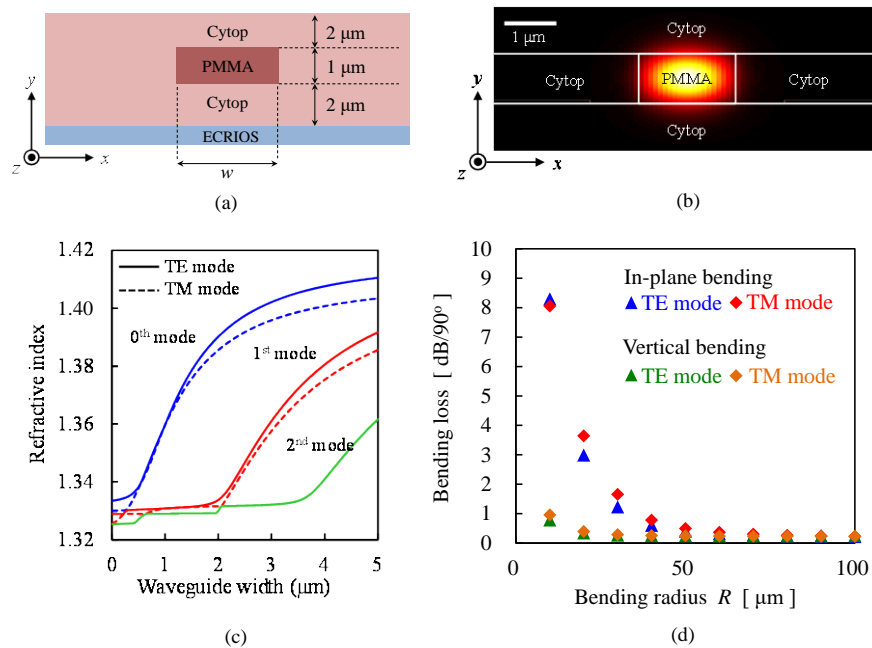 Cytop
2 μm
PMMA
1 μm
Cytop
2 μm
ECRIOS
y
z
x
w
(a)
1 μm
Cytop
Cytop
PMMA
Cytop
Cytop
y
z
x
(b)
1.42
1.40
1.38
1.36
1.34
1.32
Refractive index
TE mode
TM mode
0th mode
1st mode
2nd mode
0 1 2 3 4 5
Waveguide width (μm)
(c)
10
9
8
7
6
5
4
3
2
1
0
Bending loss [ dB/90° ]
In-plane bending
TE mode TM mode
Vertical bending
TE mode TM mode
0 50 100
Bending radius R [ μm ]
(d)